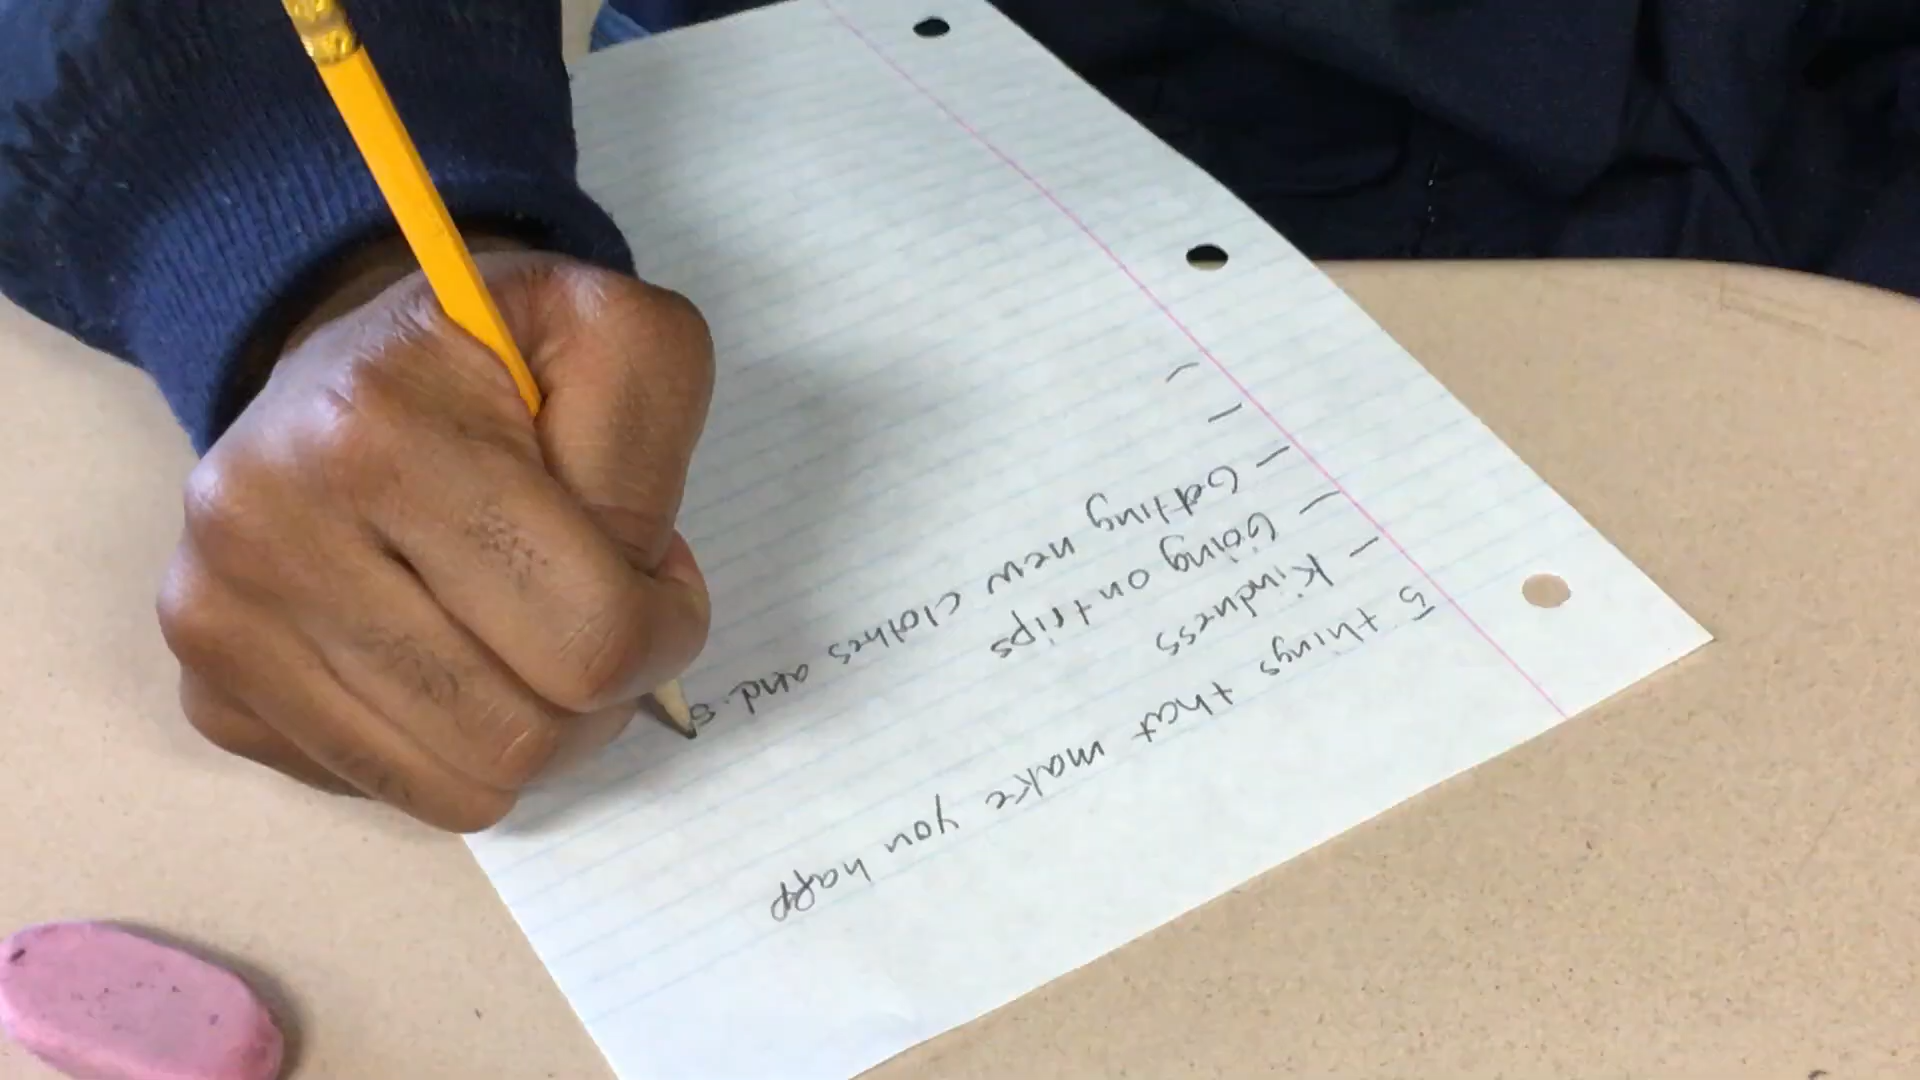 5 things that make you happ
- Kindness
- Going on trips
- Getting new clothes and s
-
-